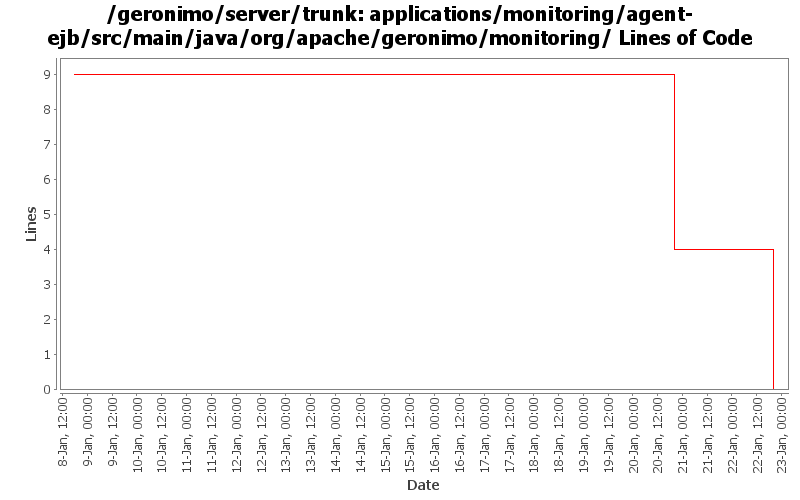 /geronimo/server/trunk: applications/monitoring/agent-
ejb/src/main/java/org/apache/geronimo/monitoring/ Lines of Code
Lines
9
8
7
6
5
4
3
2
1
0
8-Jan, 12:00
9-Jan, 00:00
9-Jan, 12:00
10-Jan, 00:00
10-Jan, 12:00
11-Jan, 00:00
11-Jan, 12:00
12-Jan, 00:00
12-Jan, 12:00
13-Jan, 00:00
13-Jan, 12:00
14-Jan, 00:00
14-Jan, 12:00
15-Jan, 00:00
15-Jan, 12:00
16-Jan, 00:00
16-Jan, 12:00
17-Jan, 00:00
17-Jan, 12:00
18-Jan, 00:00
18-Jan, 12:00
19-Jan, 00:00
19-Jan, 12:00
20-Jan, 00:00
20-Jan, 12:00
21-Jan, 00:00
21-Jan, 12:00
22-Jan, 00:00
22-Jan, 12:00
23-Jan, 00:00
Date